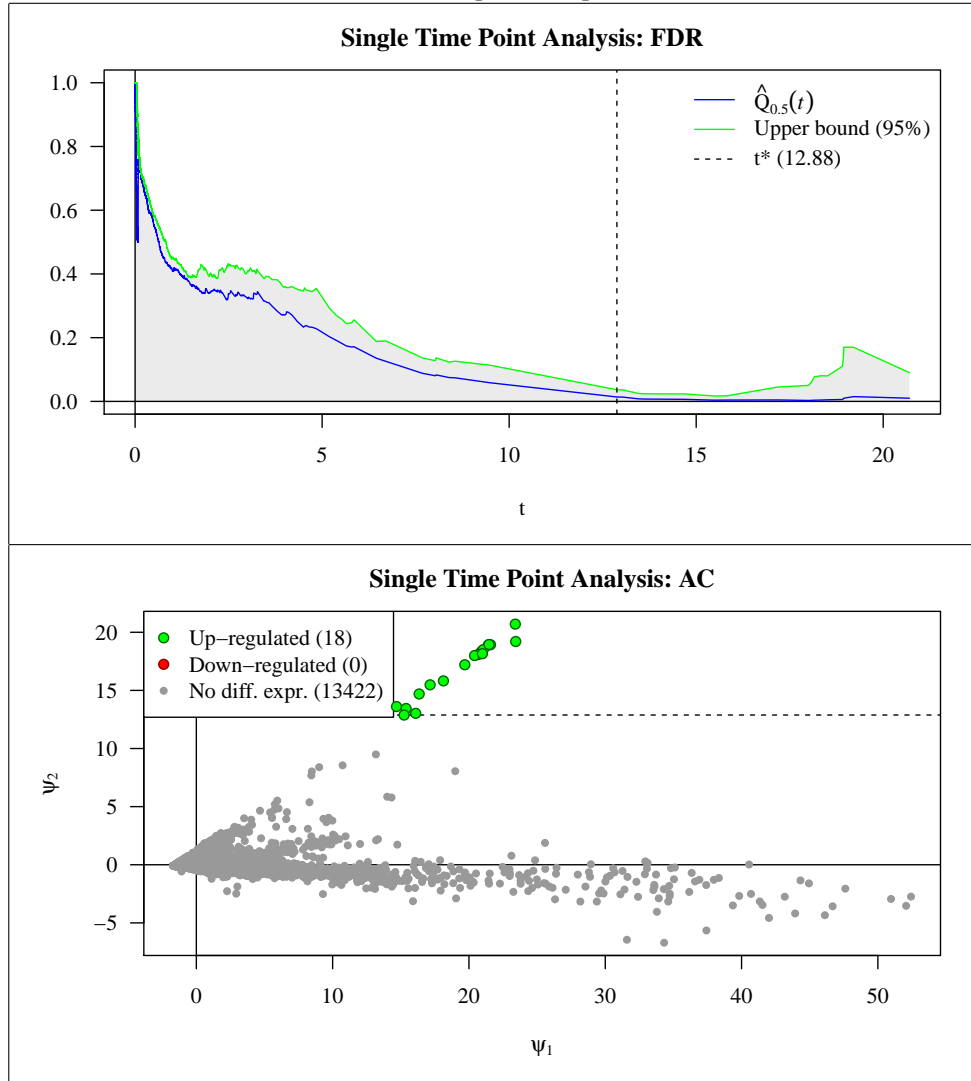 Single Time Point Analysis: FDR
Q̂0.5(t)
Upper bound (95%)
t* (12.88)
1.0
0.8
0.6
0.4
0.2
0.0
0 5 10 15 20
t
Single Time Point Analysis: AC
Up−regulated (18)
Down−regulated (0)
No diff. expr. (13422)
20
15
10
5
0
−5
ψ2
0 10 20 30 40 50
ψ1